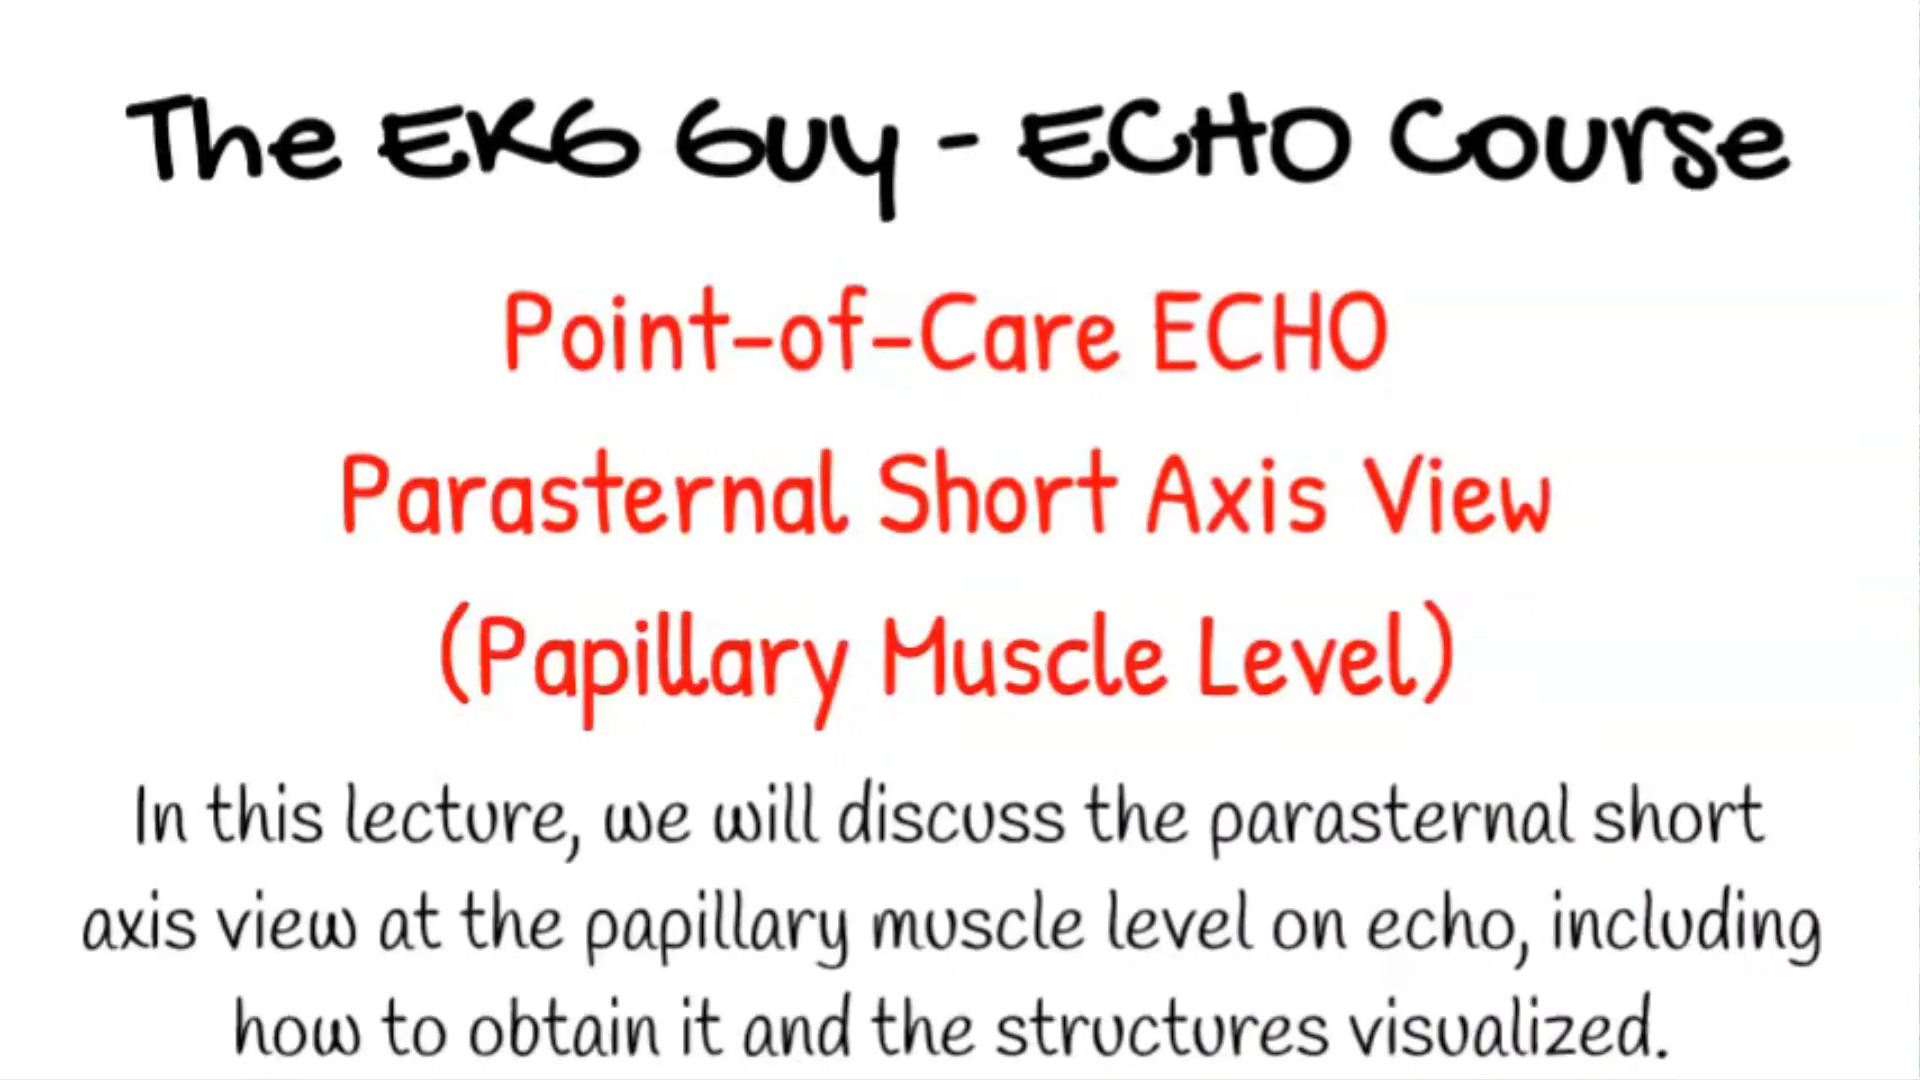 The EKG Guy - ECHO Course
Point-of-Care ECHO
Parasternal Short Axis View
(Papillary Muscle Level)
In this lecture, we will discuss the parasternal short
axis view at the papillary muscle level on echo, including
how to obtain it and the structures visualized.